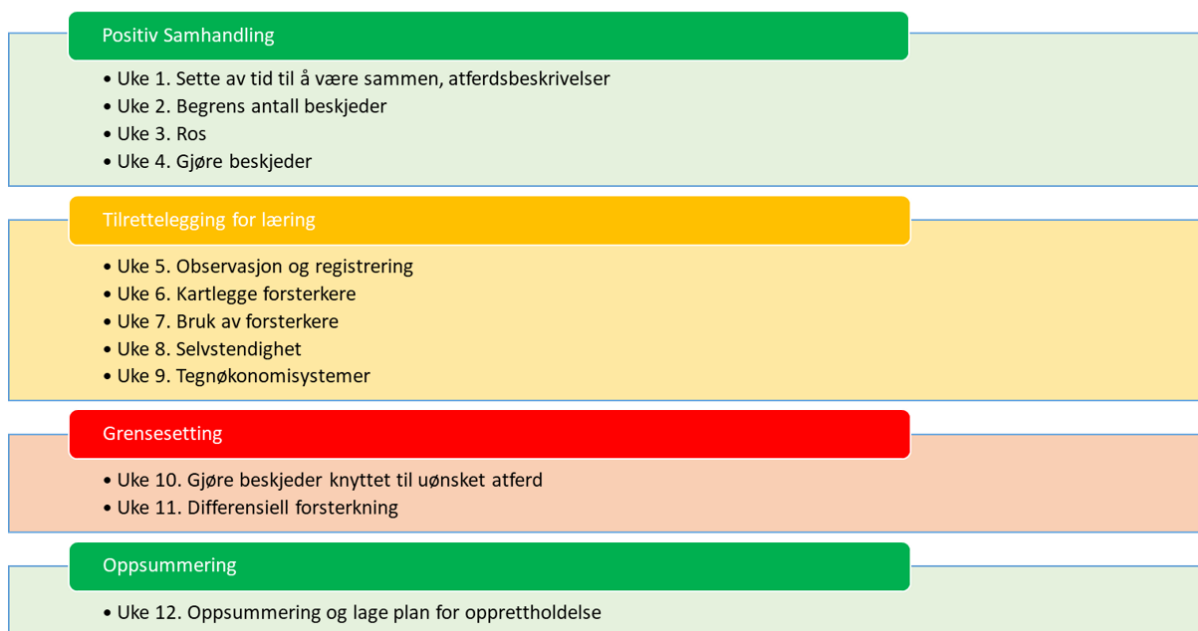 Positiv Samhandling
• Uke 1. Sette av tid til å være sammen, atferdsbeskrivelser
• Uke 2. Begrens antall beskjeder
• Uke 3. Ros
• Uke 4. Gjøre beskjeder
Tilrettelegging for læring
• Uke 5. Observasjon og registrering
• Uke 6. Kartlegge forsterkere
• Uke 7. Bruk av forsterkere
• Uke 8. Selvstendighet
• Uke 9. Tegnøkonomisystemer
Grensesetting
• Uke 10. Gjøre beskjeder knyttet til uønsket atferd
• Uke 11. Differensiell forsterkning
Oppsummering
• Uke 12. Oppsummering og lage plan for opprettholdelse